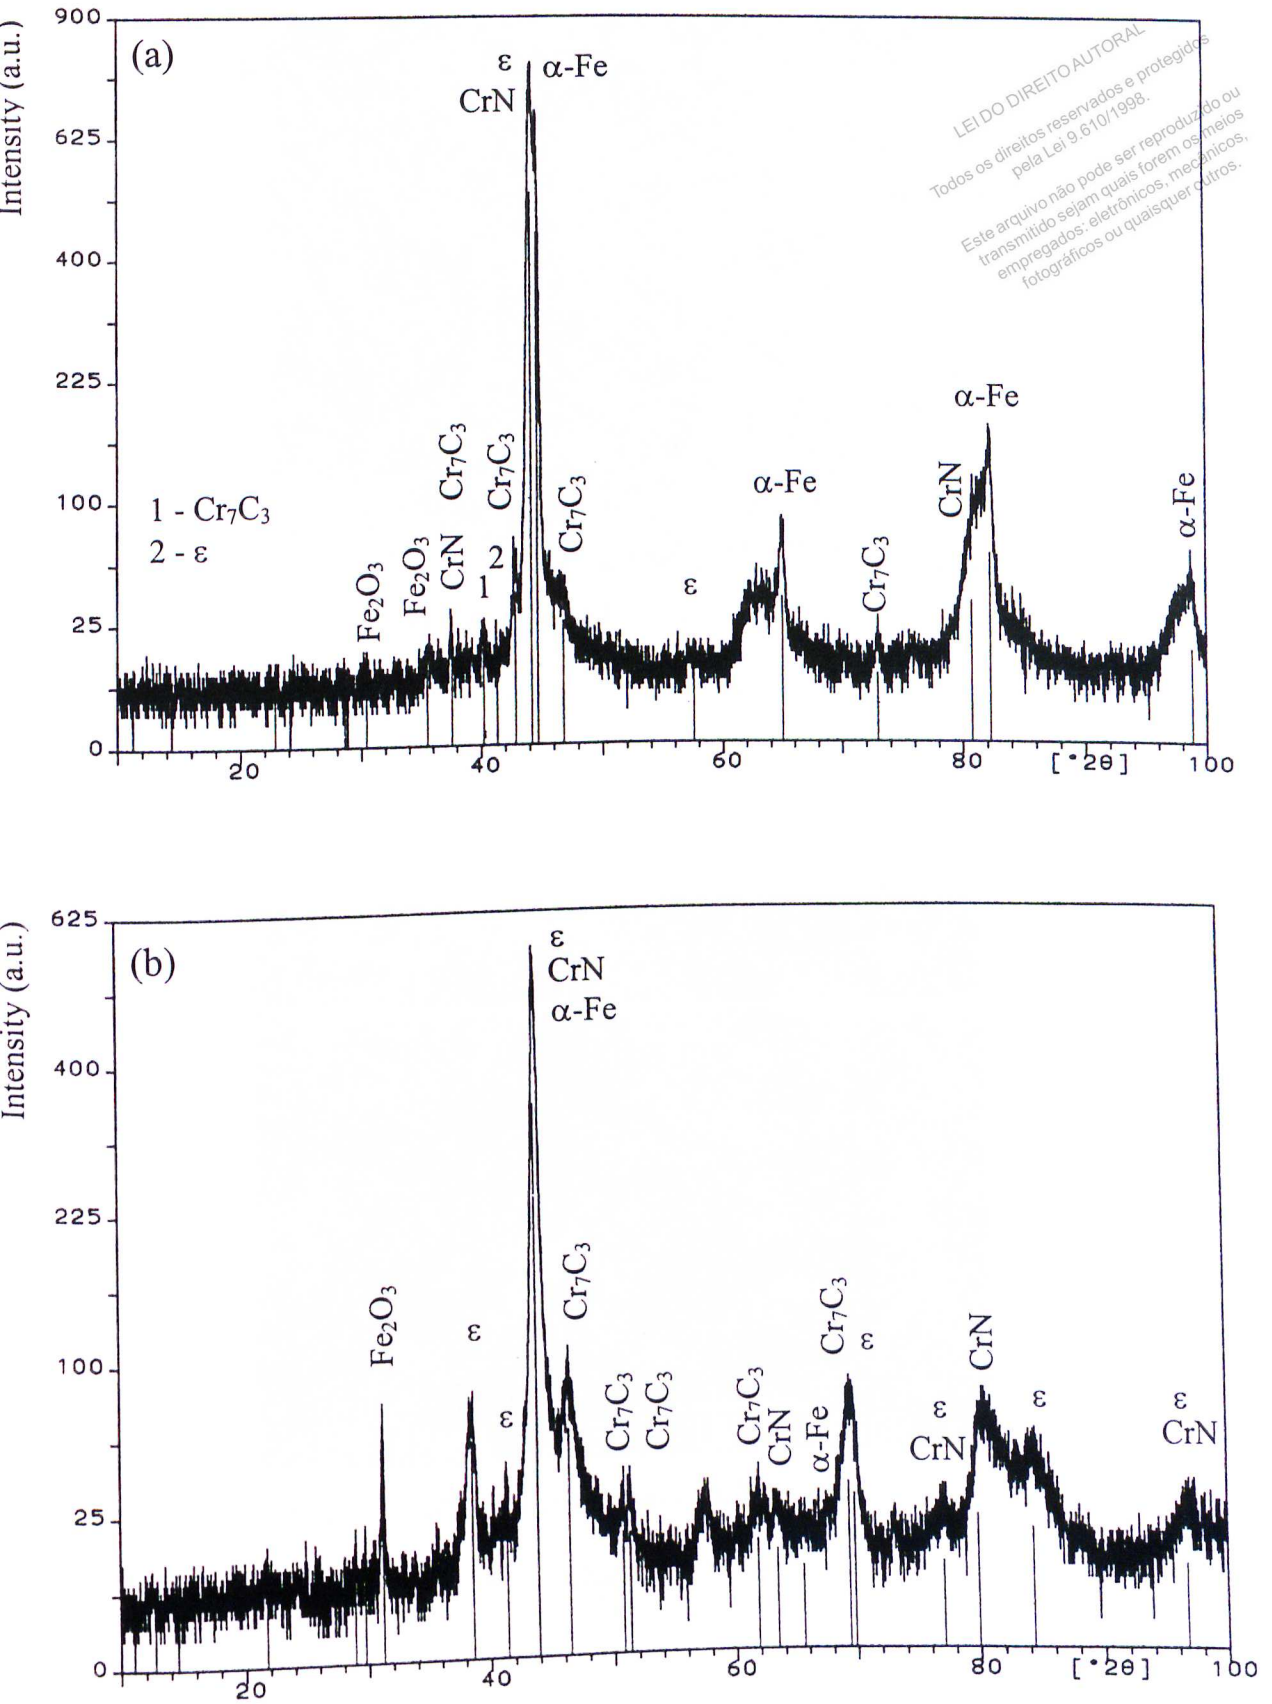 900
(a)
ε
α-Fe
CrN
Intensity (a.u.)
LEI DO DIREITO AUTORAL
Todos os direitos reservados e protegidos
pela Lei 9.610/1998.
Este arquivo não pode ser reproduzido ou
transmitido sejam quais forem os meios
empregados: eletrônicos, mecânicos,
fotográficos ou quaisquer outros.
625
400
225
α-Fe
Cr₇C₃
Cr₇C₃
Cr₇C₃
α-Fe
CrN
α-Fe
100
1 - Cr₇C₃
2 - ε
Fe₂O₃
Fe₂O₃
CrN
2
1
ε
Cr₇C₃
25
0
20
40
60
80
[°2θ]
100
625
(b)
ε
CrN
α-Fe
Intensity (a.u.)
400
225
Cr₇C₃
Fe₂O₃
ε
Cr₇C₃
ε
CrN
100
ε
Cr₇C₃
Cr₇C₃
Cr₇C₃
CrN
α-Fe
ε
CrN
ε
ε
CrN
25
0
20
40
60
80
[°2θ]
100